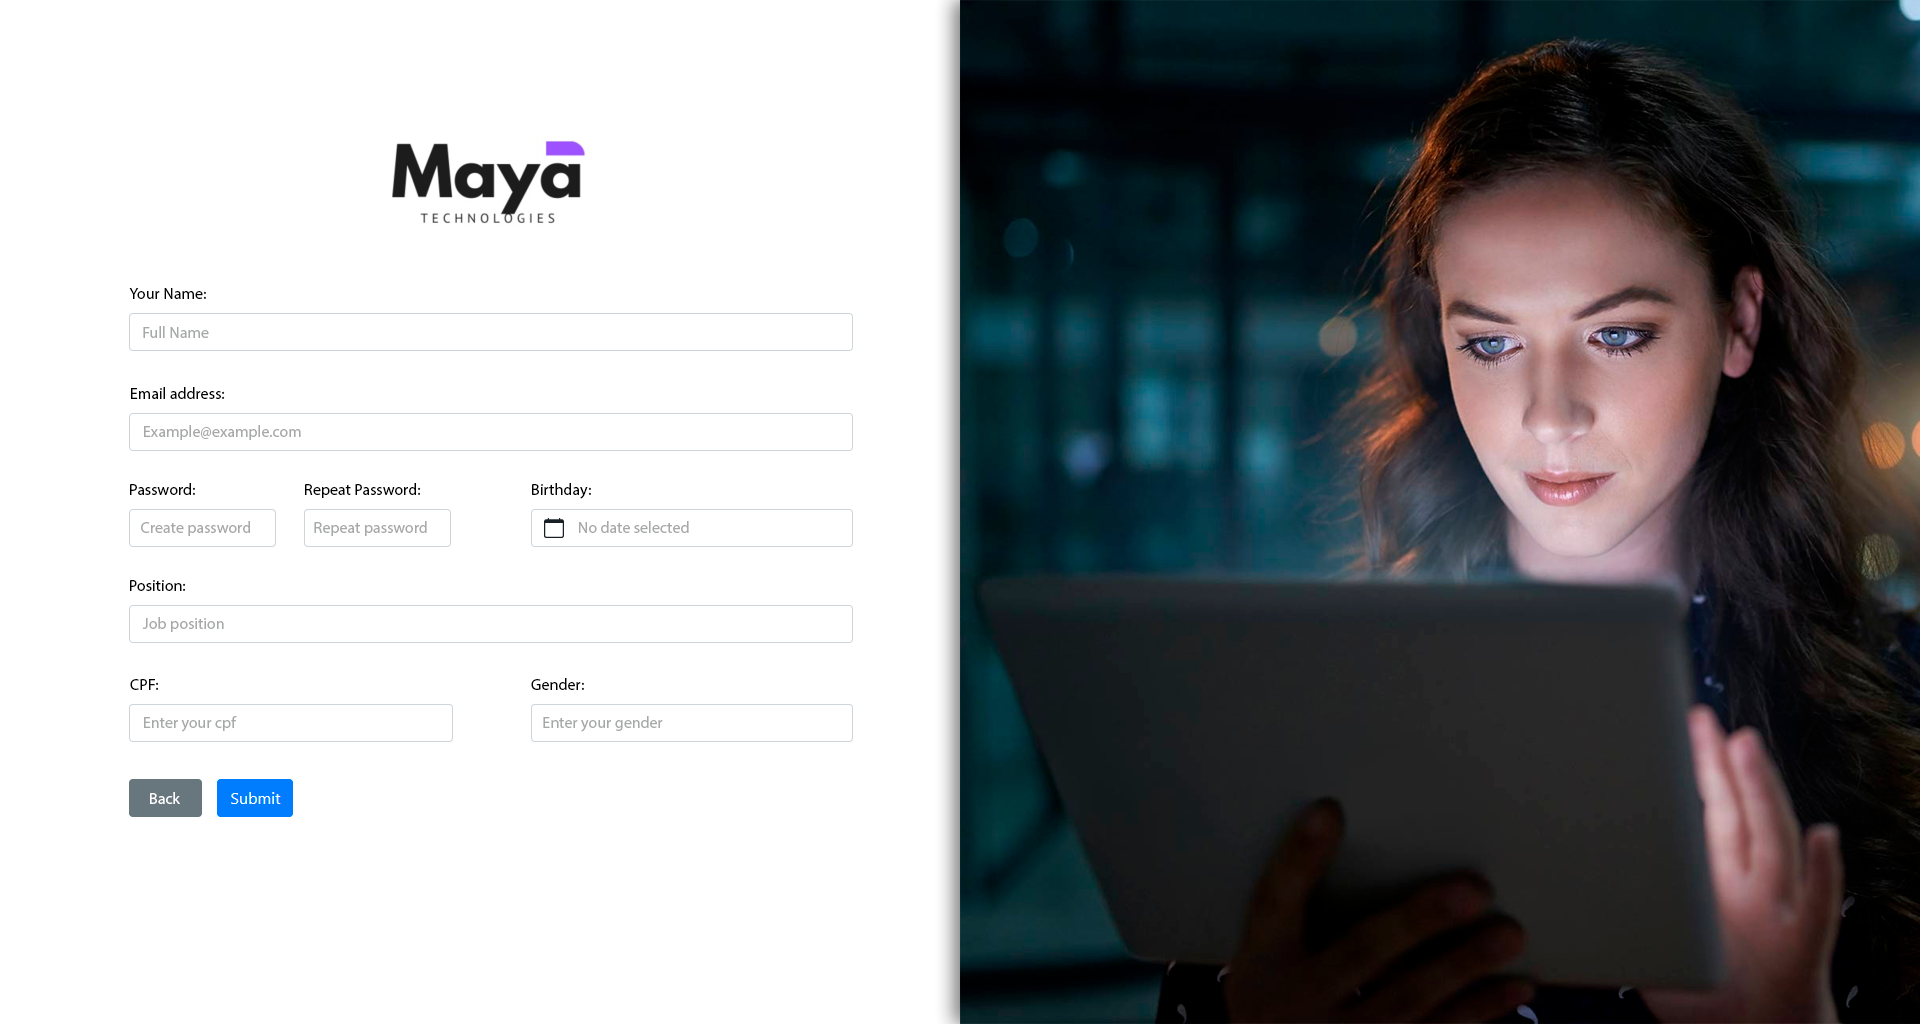 Maya
TECHNOLOGIES
Your Name:
Full Name
Email address:
Example@example.com
Password: Repeat Password: Birthday:
Create password Repeat password No date selected
Position:
Job position
CPF: Gender:
Enter your cpf Enter your gender
Back Submit